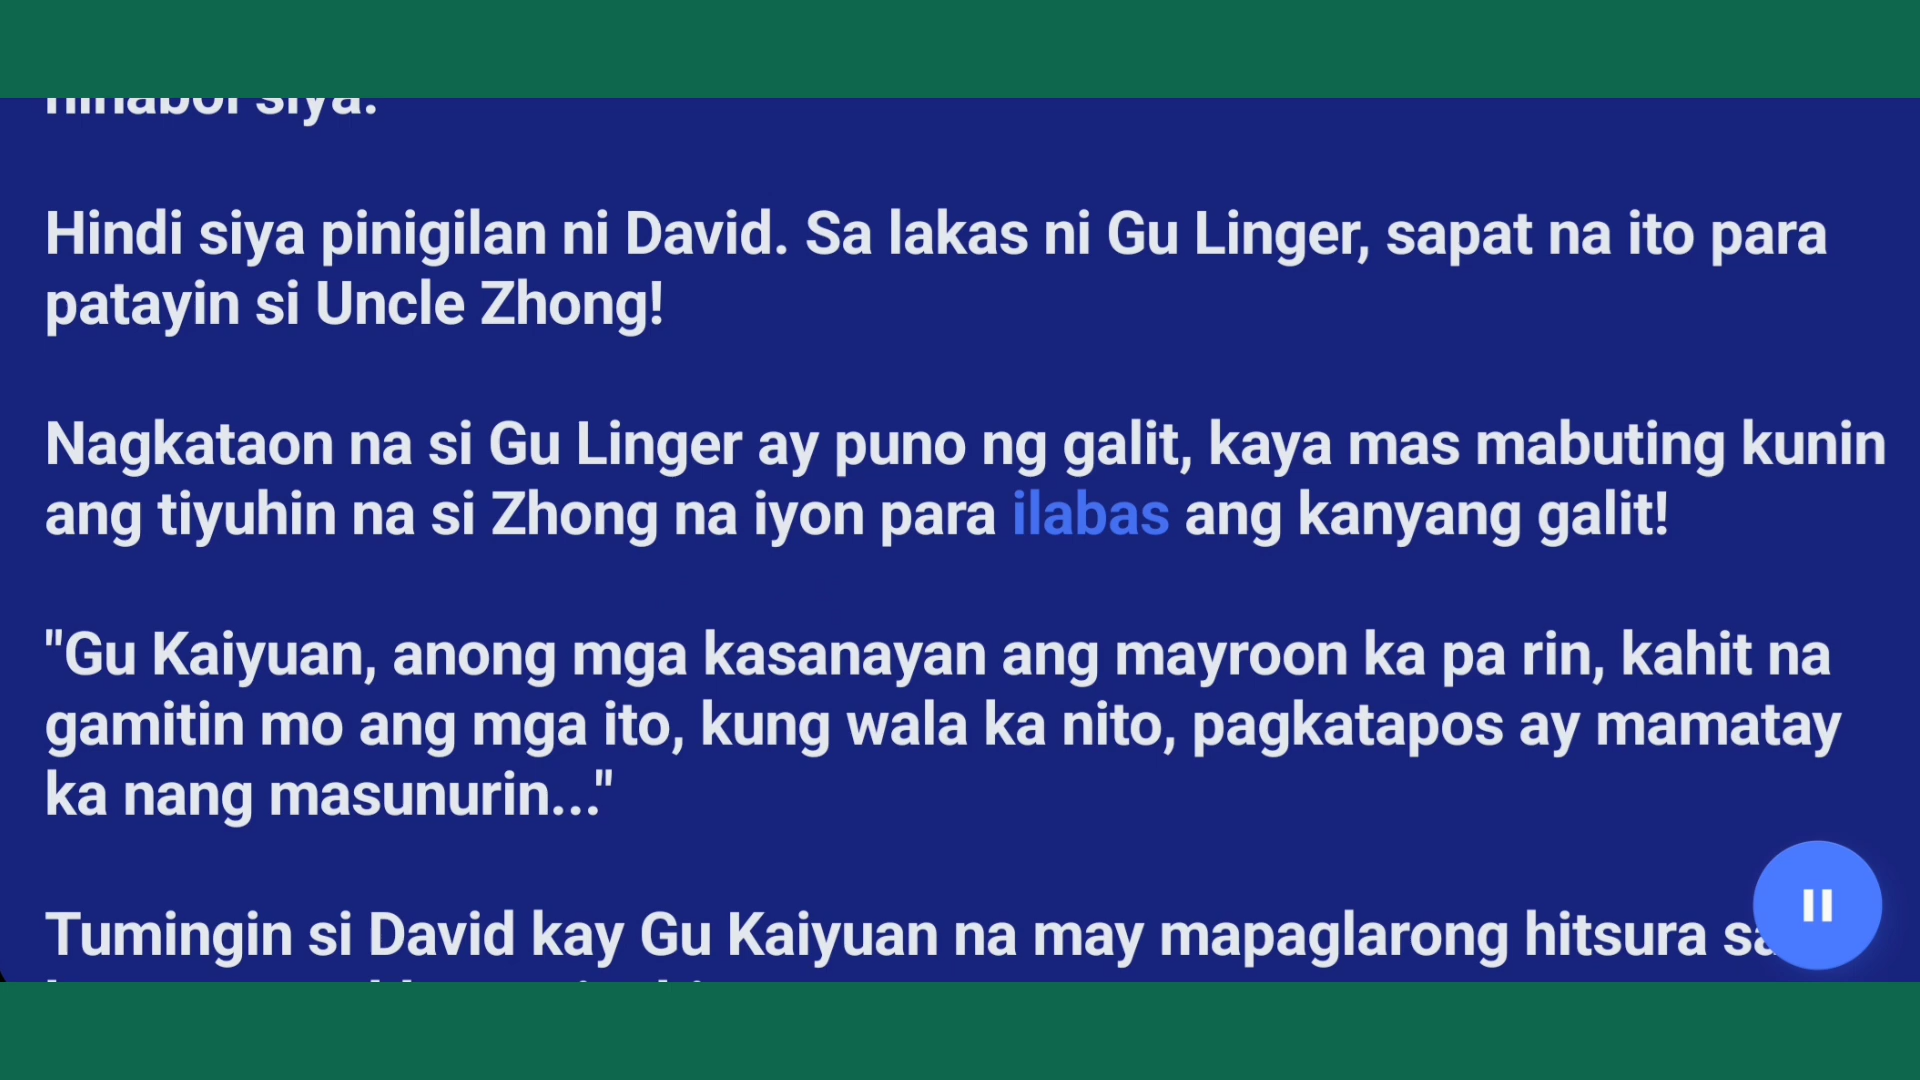 siya.
Hindi siya pinigilan ni David. Sa lakas ni Gu Linger, sapat na ito para
patayin si Uncle Zhong!
Nagkataon na si Gu Linger ay puno ng galit, kaya mas mabuting kunin
ang tiyuhin na si Zhong na iyon para ilabas ang kanyang galit!
"Gu Kaiyuan, anong mga kasanayan ang mayroon ka pa rin, kahit na
gamitin mo ang mga ito, kung wala ka nito, pagkatapos ay mamatay
ka nang masunurin..."
Tumingin si David kay Gu Kaiyuan na may mapaglarong hitsura sa